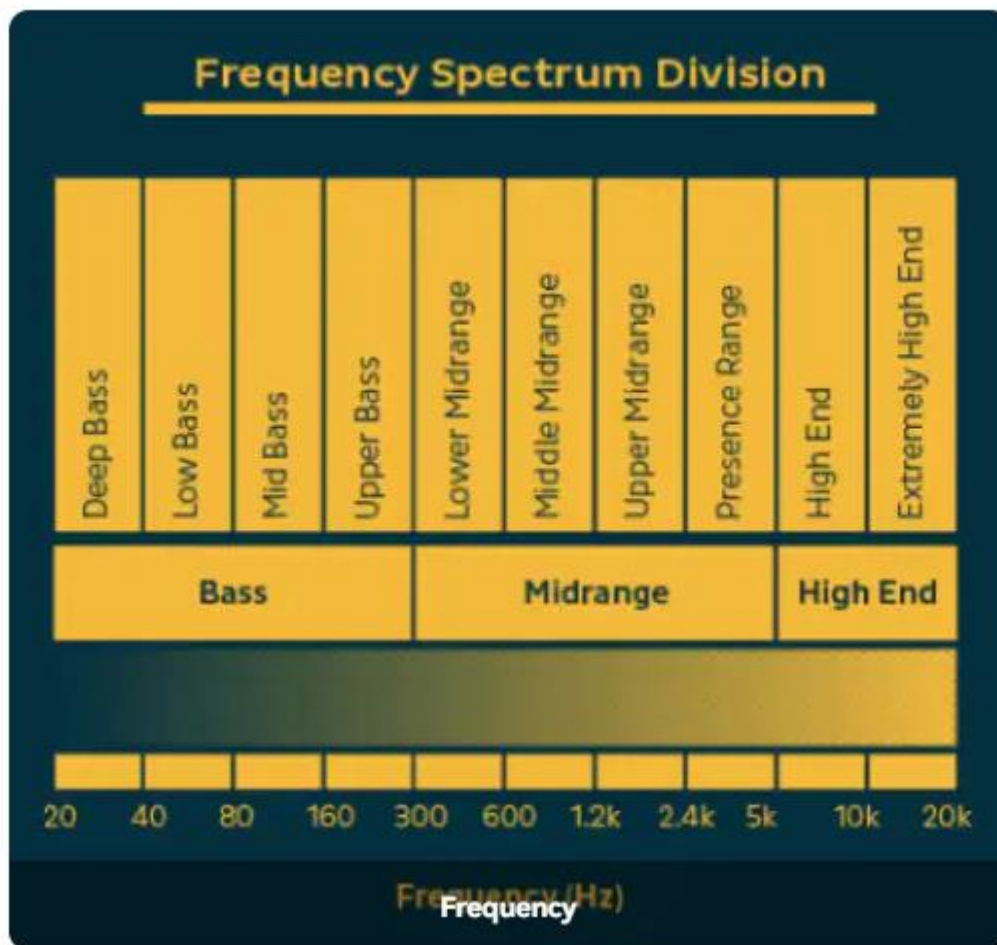 Frequency Spectrum Division
Deep Bass
Low Bass
Mid Bass
Upper Bass
Lower Midrange
Middle Midrange
Upper Midrange
Presence Range
High End
Extremely High End
Bass Midrange High End
20 40 80 160 300 600 1.2k 2.4k 5k 10k 20k
Frequency (Hz)
Frequency